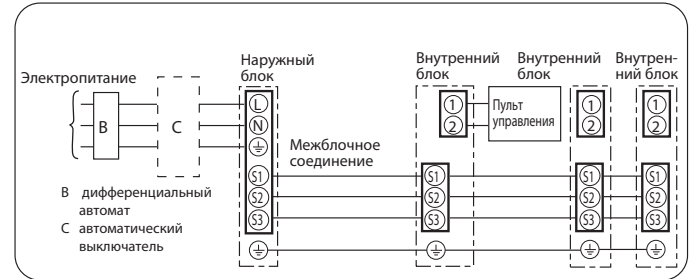 Электропитание
Наружный
блок
Внутренний
блок
Внутренний
блок
Внутрен-
ний блок
B
C
L
N
Межблочное
соединение
1
2
Пульт
управления
1
2
1
2
S1
S2
S3
S1
S2
S3
S1
S2
S3
S1
S2
S3
B дифференциальный
автомат
C автоматический
выключатель